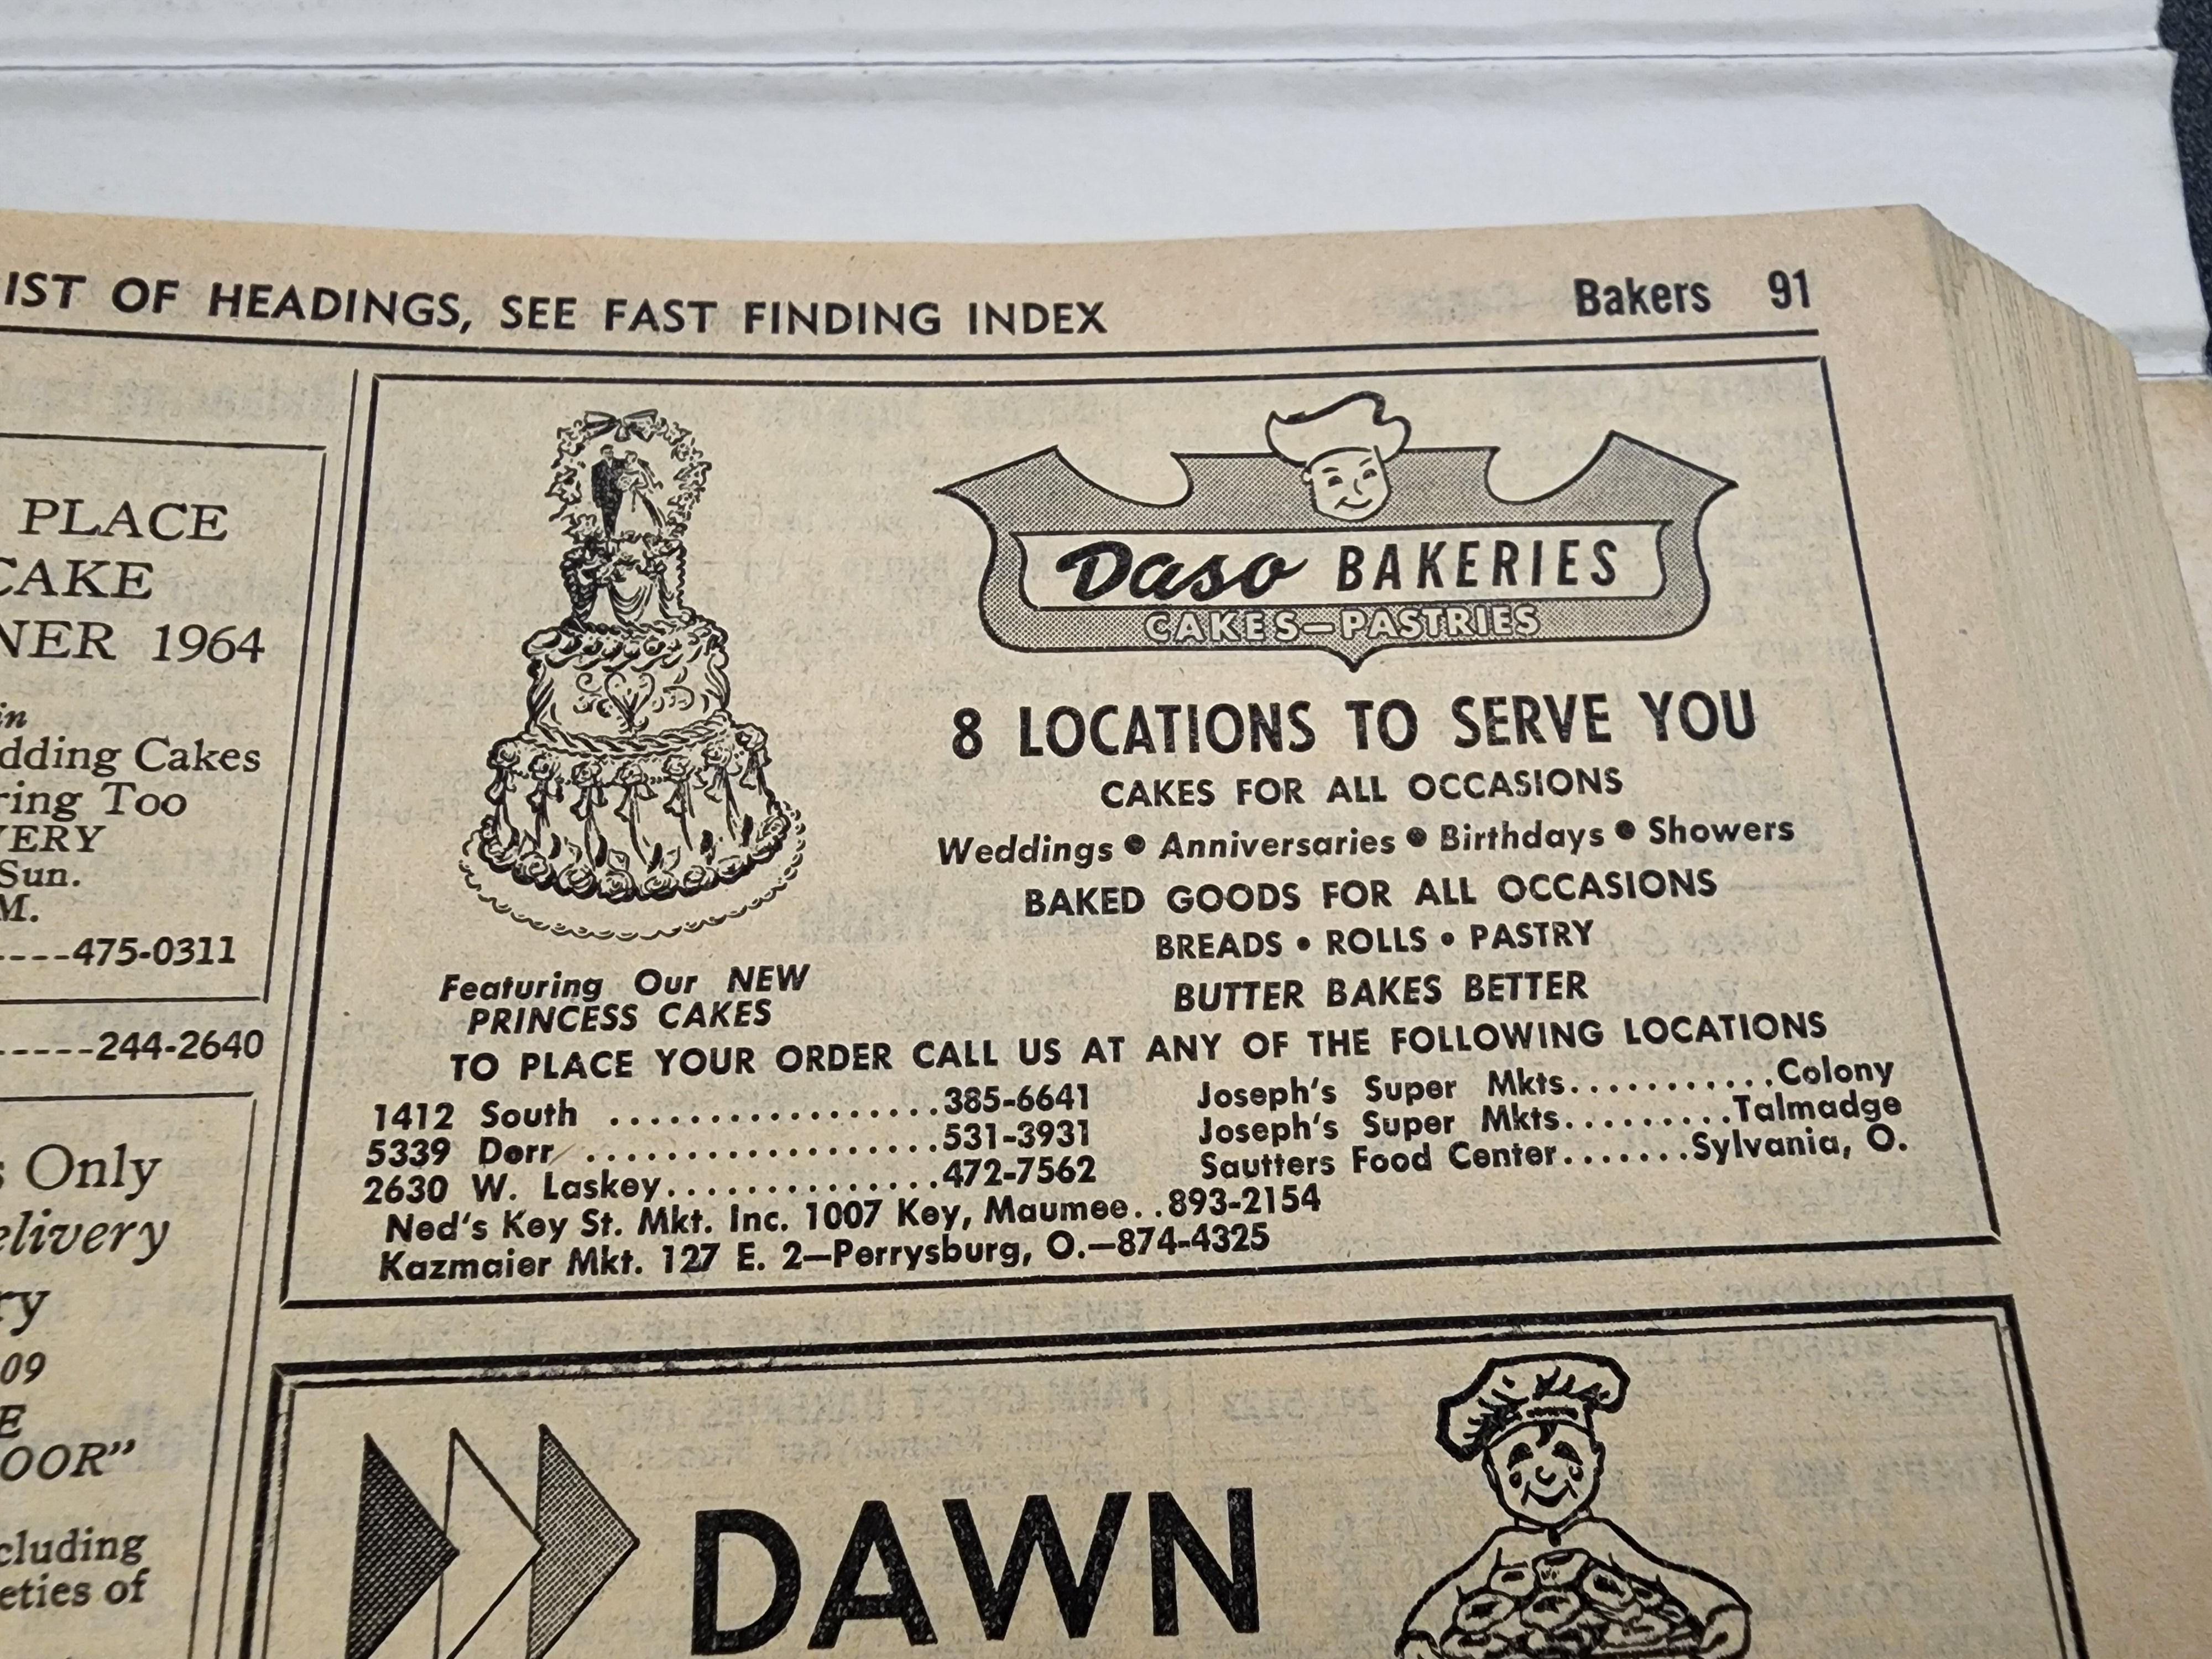 IST OF HEADINGS, SEE FAST FINDING INDEX
Bakers 91
PLACE
CAKE
NER 1964
in
dding Cakes
ring Too
VERY
Sun.
M.
----475-0311
-----244-2640
s Only
elivery
ry
09
E
OOR”
cluding
eties of
Daso BAKERIES
CAKES–PASTRIES
8 LOCATIONS TO SERVE YOU
CAKES FOR ALL OCCASIONS
Weddings • Anniversaries • Birthdays • Showers
BAKED GOODS FOR ALL OCCASIONS
BREADS • ROLLS • PASTRY
BUTTER BAKES BETTER
Featuring Our NEW
PRINCESS CAKES
TO PLACE YOUR ORDER CALL US AT ANY OF THE FOLLOWING LOCATIONS
1412 South ..................385-6641
5339 Dorr ....................531-3931
2630 W. Laskey...............472-7562
Joseph's Super Mkts...........Colony
Joseph's Super Mkts.........Talmadge
Sautters Food Center.......Sylvania, O.
Ned's Key St. Mkt. Inc. 1007 Key, Maumee..893-2154
Kazmaier Mkt. 127 E. 2—Perrysburg, O.—874-4325
DAWN